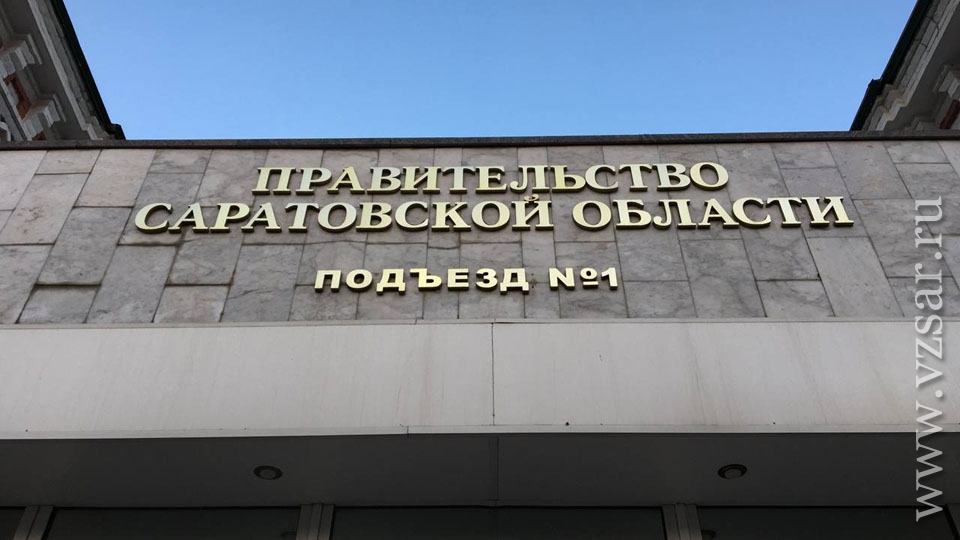 ПРАВИТЕЛЬСТВО
САРАТОВСКОЙ ОБЛАСТИ
ПОДЪЕЗД №1
www.vzsar.ru